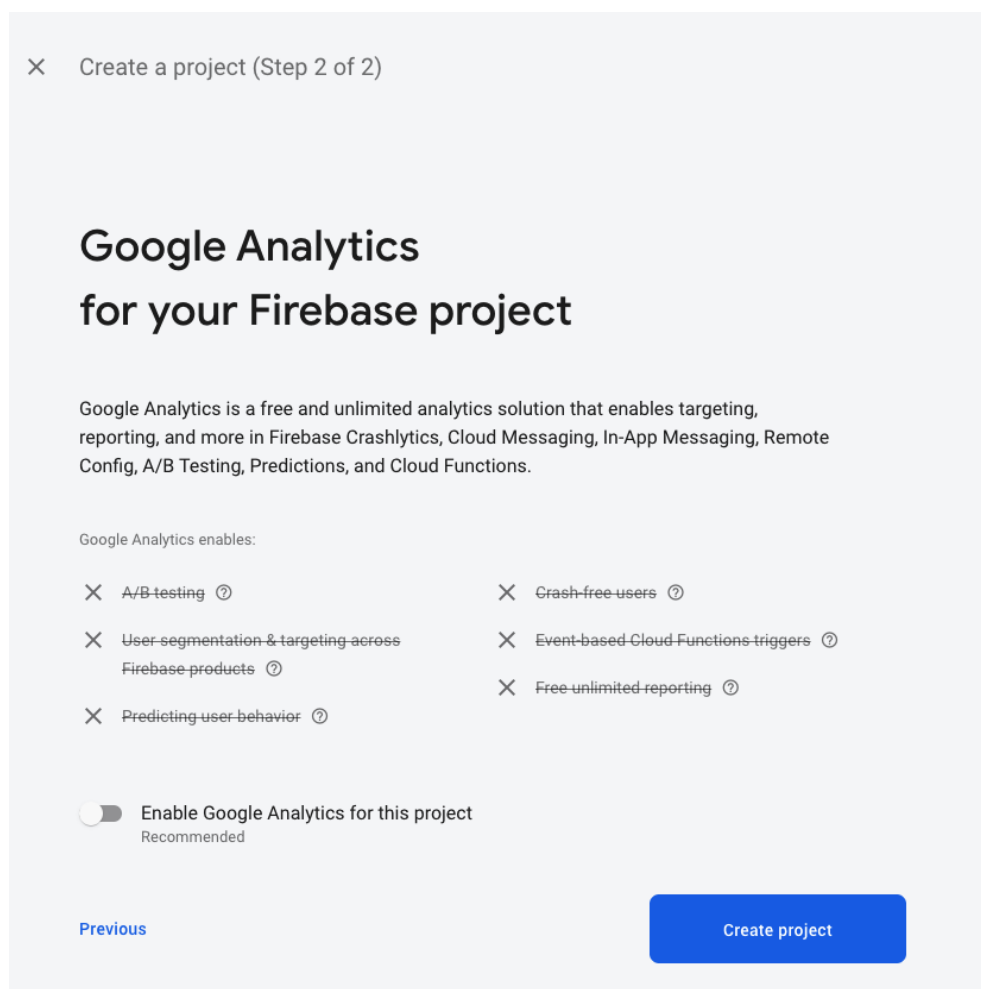 Create a project (Step 2 of 2)
Google Analytics
for your Firebase project
Google Analytics is a free and unlimited analytics solution that enables targeting,
reporting, and more in Firebase Crashlytics, Cloud Messaging, In-App Messaging, Remote
Config, A/B Testing, Predictions, and Cloud Functions.
Google Analytics enables:
A/B testing
User segmentation & targeting across
Firebase products
Predicting user behavior
Crash-free users
Event-based Cloud Functions triggers
Free unlimited reporting
Enable Google Analytics for this project
Recommended
Previous
Create project